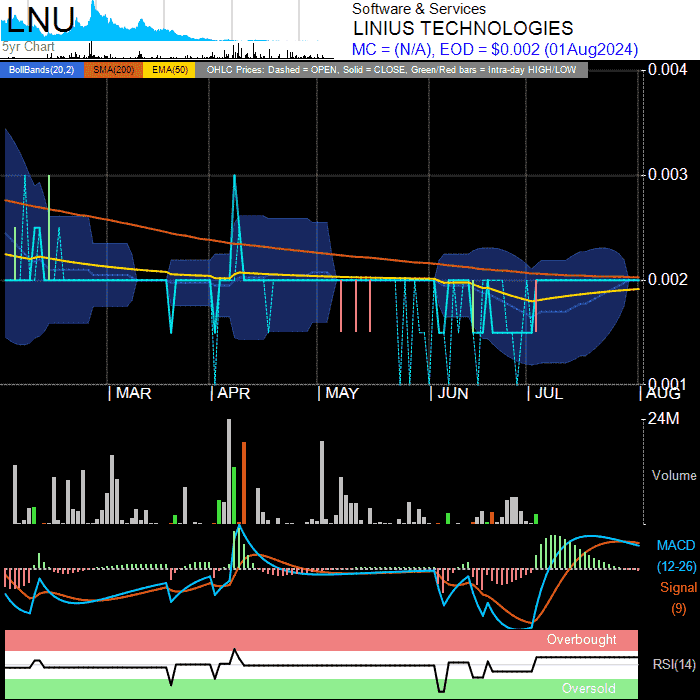 LNU
5yr Chart
Software & Services
LINIUS TECHNOLOGIES
MC = (N/A), EOD = $0.002 (01Aug2024)
BollBands(20,2) SMA(200) EMA(50) OHLC Prices: Dashed = OPEN, Solid = CLOSE, Green/Red bars = Intra-day HIGH/LOW
0.004
0.003
0.002
0.001
MAR APR MAY JUN JUL AUG
24M
Volume
MACD
(12-26)
Signal
(9)
Overbought
RSI(14)
Oversold